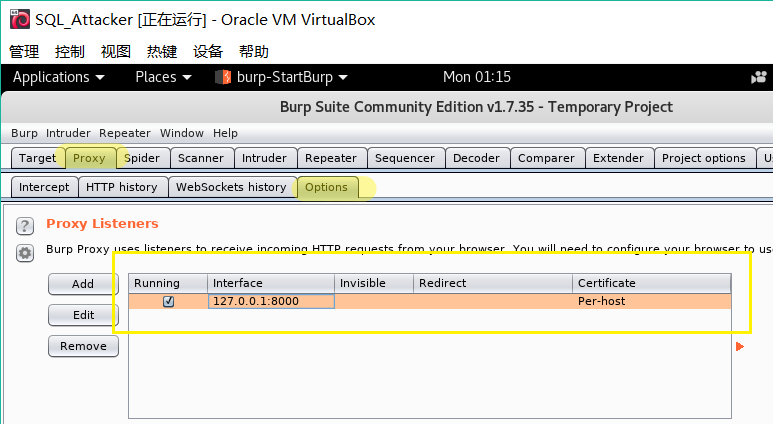 SQL_Attacker [正在运行] - Oracle VM VirtualBox
管理 控制 视图 热键 设备 帮助
Applications Places burp-StartBurp Mon 01:15
Burp Suite Community Edition v1.7.35 - Temporary Project
Burp Intruder Repeater Window Help
Target Proxy Spider Scanner Intruder Repeater Sequencer Decoder Comparer Extender Project options U
Intercept HTTP history WebSockets history Options
? Proxy Listeners
Burp Proxy uses listeners to receive incoming HTTP requests from your browser. You will need to configure your browser to us
Add Running Interface Invisible Redirect Certificate
127.0.0.1:8000 Per-host
Edit
Remove